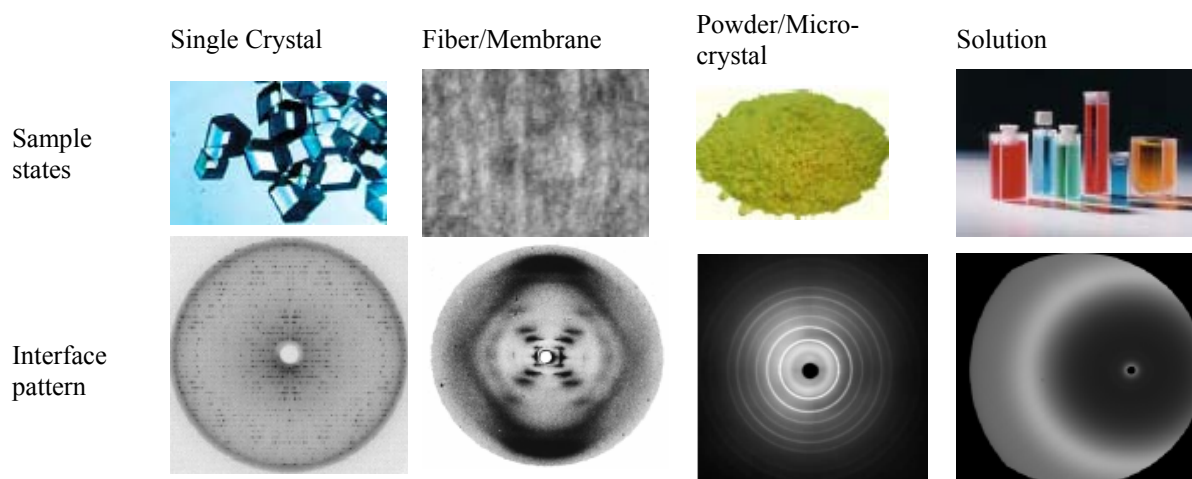 Single Crystal
Fiber/Membrane
Powder/Micro-
crystal
Solution
Sample
states
Interface
pattern